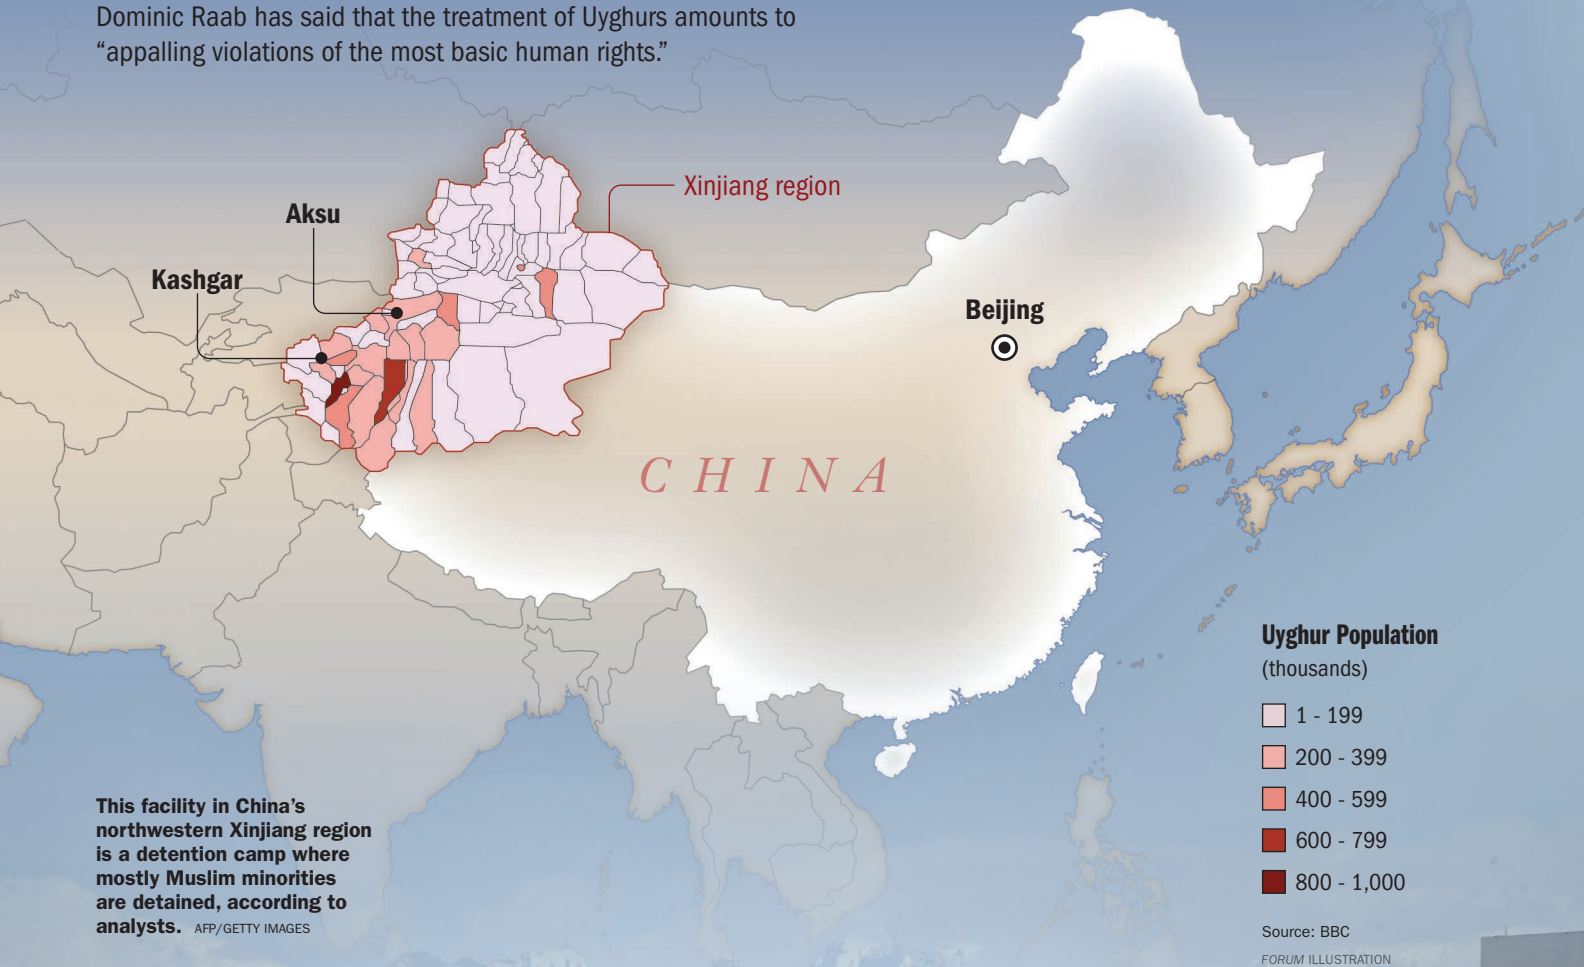 Dominic Raab has said that the treatment of Uyghurs amounts to
“appalling violations of the most basic human rights.”
Xinjiang region
Aksu
Kashgar
Beijing
CHINA
Uyghur Population
(thousands)
1 - 199
200 - 399
400 - 599
600 - 799
800 - 1,000
Source: BBC
FORUM ILLUSTRATION
This facility in China’s
northwestern Xinjiang region
is a detention camp where
mostly Muslim minorities
are detained, according to
analysts. AFP/GETTY IMAGES